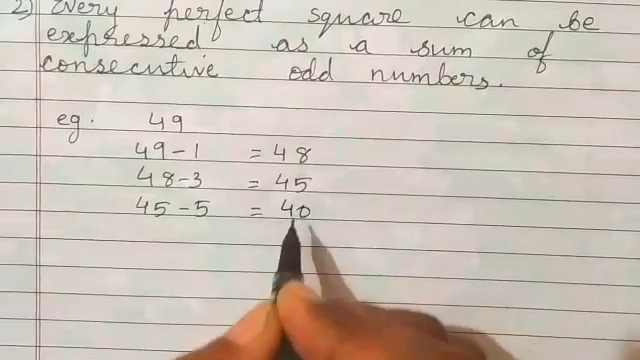 2) Every perfect square can be
expressed as a sum of
consecutive odd numbers.
eg. 49
49-1 = 48
48-3 = 45
45-5 = 40